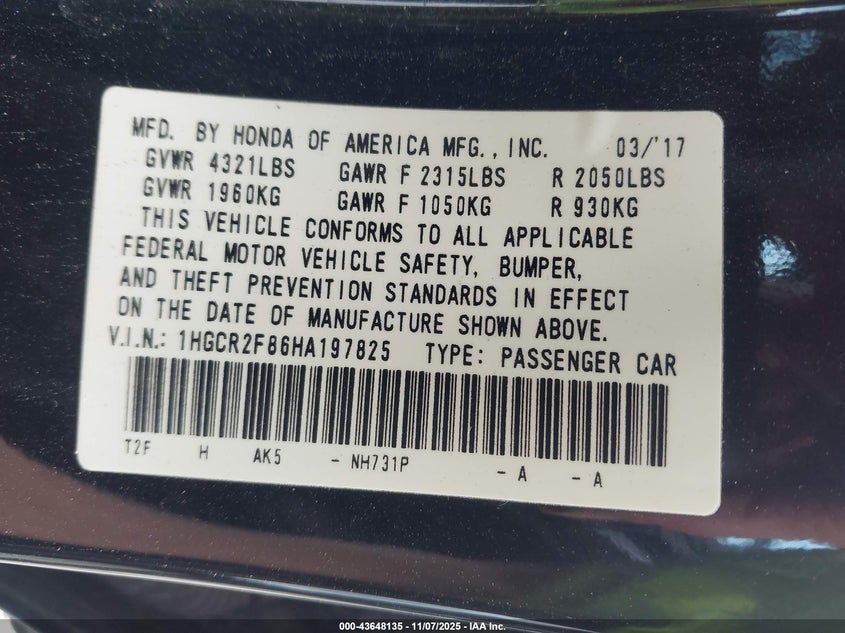 MFD. BY HONDA OF AMERICA MFG., INC. 03/'17
GVWR 4321LBS GAWR F 2315LBS R 2050LBS
GVWR 1960KG GAWR F 1050KG R 930KG
THIS VEHICLE CONFORMS TO ALL APPLICABLE
FEDERAL MOTOR VEHICLE SAFETY, BUMPER,
AND THEFT PREVENTION STANDARDS IN EFFECT
ON THE DATE OF MANUFACTURE SHOWN ABOVE.
V.I.N.: 1HGCR2F86HA197825 TYPE: PASSENGER CAR
T2F H AK5 - NH731P - A - A
000-43648135 - 11/07/2025 - IAA Inc.